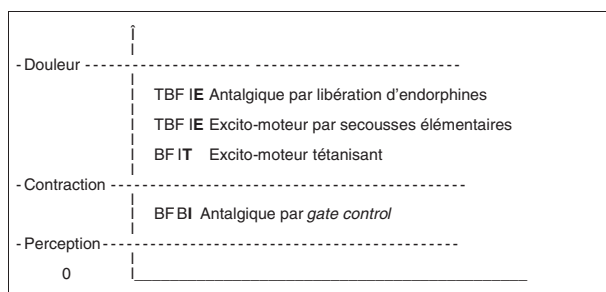 Douleur
TBF IE Antalgique par libération d'endorphines
TBF IE Excito-moteur par secousses élémentaires
BF IT Excito-moteur tétanisant
Contraction
BF BI Antalgique par gate control
Perception
0